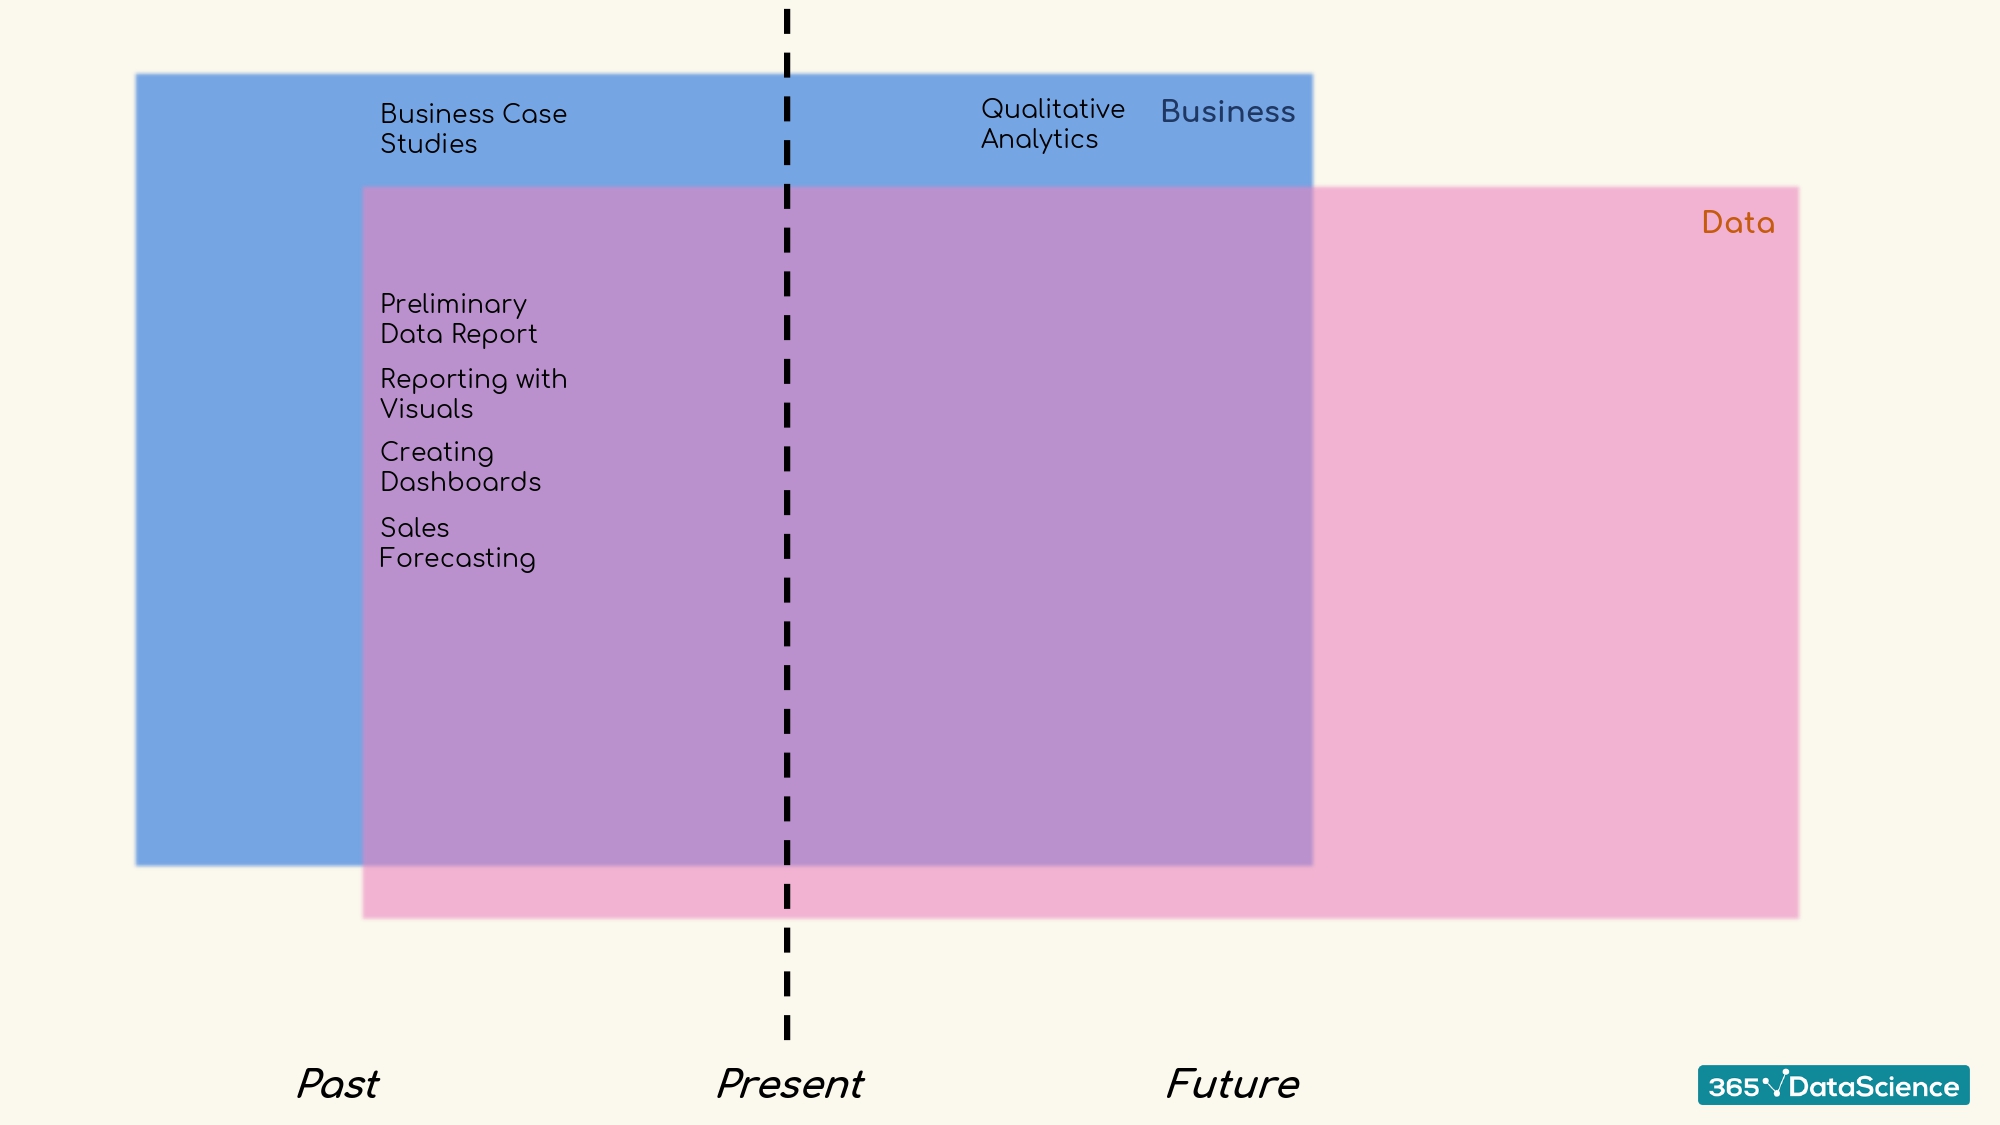 Business Case
Studies
Qualitative
Analytics
Business
Data
Preliminary
Data Report
Reporting with
Visuals
Creating
Dashboards
Sales
Forecasting
Past
Present
Future
365 DataScience